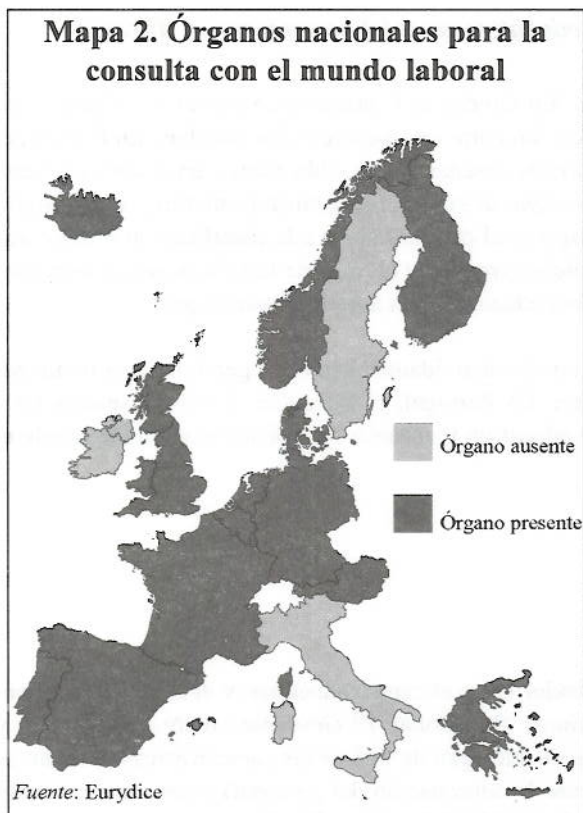 Mapa 2. Órganos nacionales para la
consulta con el mundo laboral
Órgano ausente
Órgano presente
Fuente: Eurydice